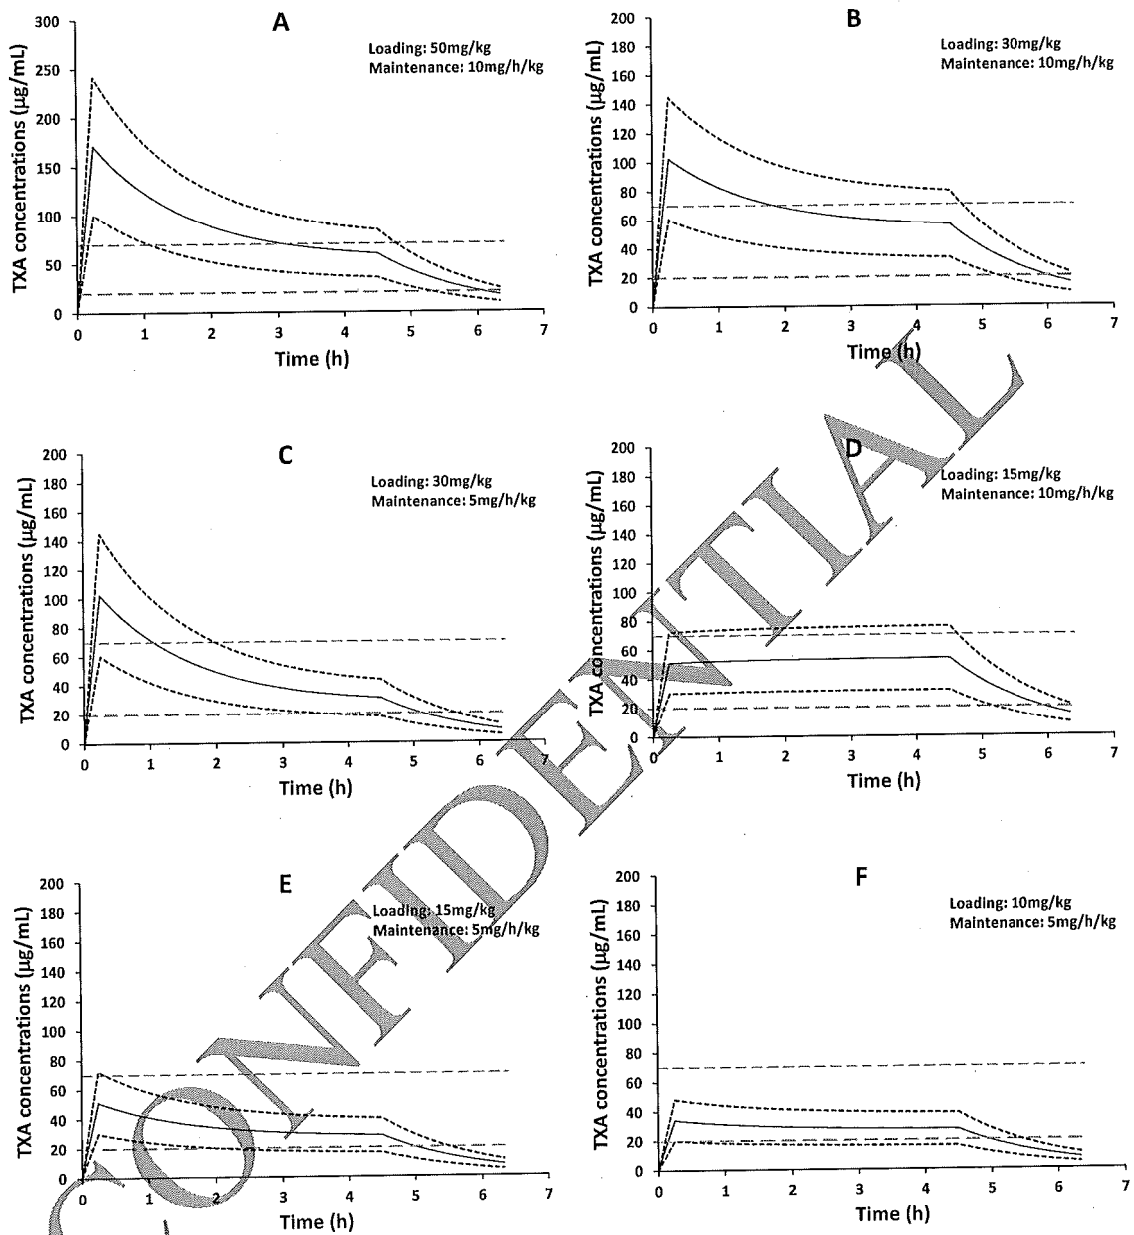 A
Loading: 50mg/kg
Maintenance: 10mg/h/kg
TXA concentrations (µg/mL)
300
250
200
150
100
50
0
0 1 2 3 4 5 6 7
Time (h)
B
Loading: 30mg/kg
Maintenance: 10mg/h/kg
TXA concentrations (µg/mL)
200
180
160
140
120
100
80
60
40
20
0
0 1 2 3 4 5 6 7
Time (h)
C
Loading: 30mg/kg
Maintenance: 5mg/h/kg
TXA concentrations (µg/mL)
200
180
160
140
120
100
80
60
40
20
0
0 1 2 3 4 5 6 7
Time (h)
D
Loading: 15mg/kg
Maintenance: 10mg/h/kg
TXA concentrations (µg/mL)
200
180
160
140
120
100
80
60
40
20
0
0 1 2 3 4 5 6 7
Time (h)
E
Loading: 15mg/kg
Maintenance: 5mg/h/kg
TXA concentrations (µg/mL)
200
180
160
140
120
100
80
60
40
20
0
0 1 2 3 4 5 6 7
Time (h)
F
Loading: 10mg/kg
Maintenance: 5mg/h/kg
TXA concentrations (µg/mL)
200
180
160
140
120
100
80
60
40
20
0
0 1 2 3 4 5 6 7
Time (h)
CONFIDENTIAL